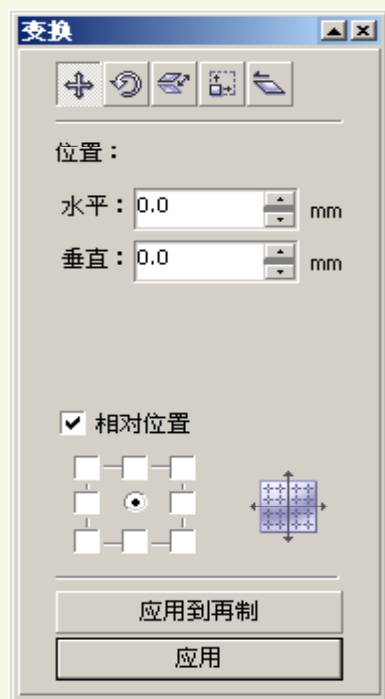 变换
位置：
水平：0.0 mm
垂直：0.0 mm
相对位置
应用到再制
应用